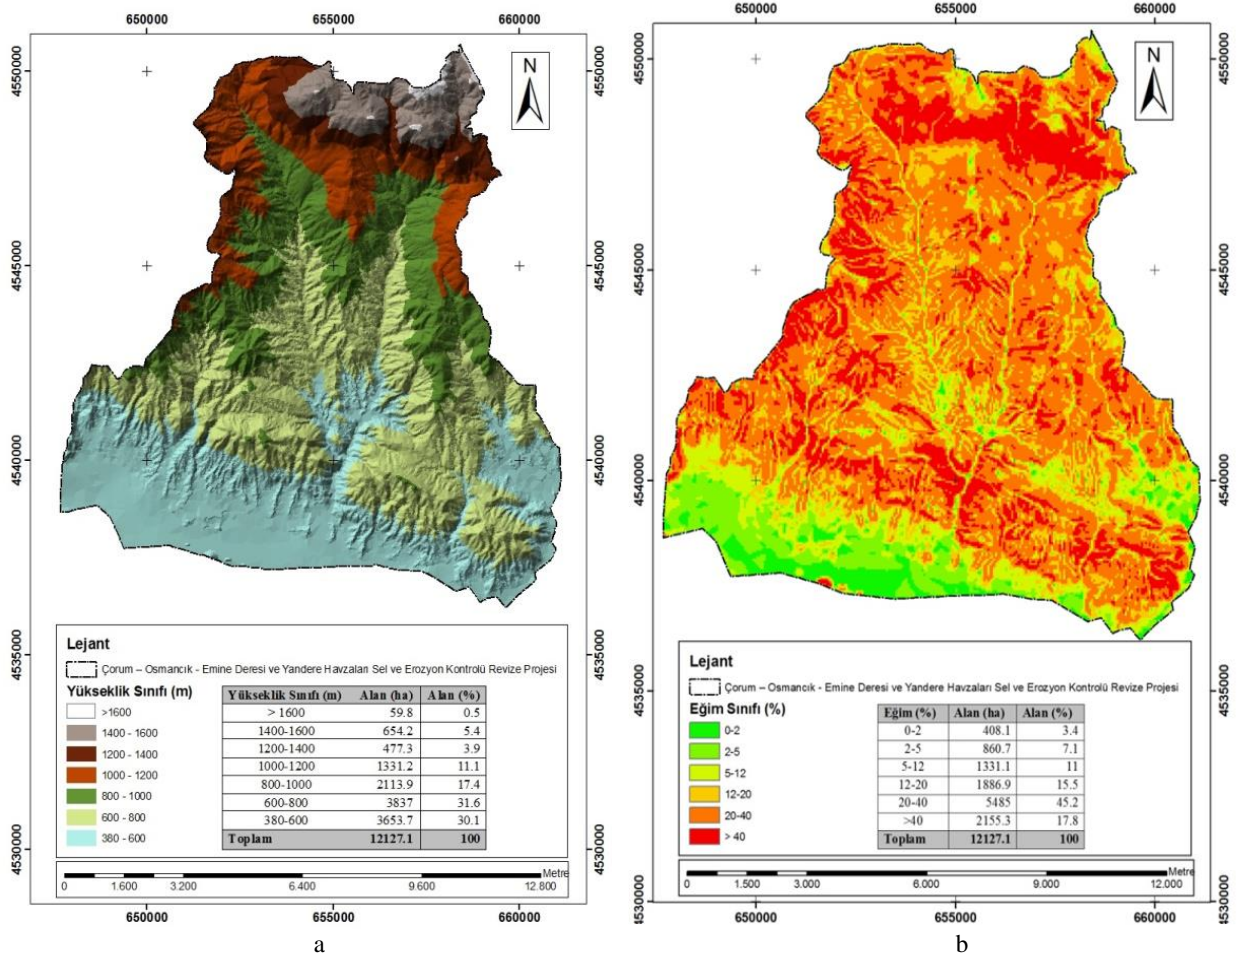 650000 655000 660000
4550000 4550000
4545000 4545000
4540000 4540000
4535000 4535000
4530000 4530000
N
Lejant
Çorum – Osmancık - Emine Deresi ve Yandere Havzaları Sel ve Erozyon Kontrolü Revize Projesi
Yükseklik Sınıfı (m)
>1600
1400 - 1600
1200 - 1400
1000 - 1200
800 - 1000
600 - 800
380 - 600
Yükseklik Sınıfı (m) Alan (ha) Alan (%)
> 1600 59.8 0.5
1400-1600 654.2 5.4
1200-1400 477.3 3.9
1000-1200 1331.2 11.1
800-1000 2113.9 17.4
600-800 3837 31.6
380-600 3653.7 30.1
Toplam 12127.1 100
Metre
0 1.600 3.200 6.400 9.600 12.800
650000 655000 660000
a
650000 655000 660000
4550000 4550000
4545000 4545000
4540000 4540000
4535000 4535000
4530000 4530000
N
Lejant
Çorum – Osmancık - Emine Deresi ve Yandere Havzaları Sel ve Erozyon Kontrolü Revize Projesi
Eğim Sınıfı (%)
0-2
2-5
5-12
12-20
20-40
> 40
Eğim (%) Alan (ha) Alan (%)
0-2 408.1 3.4
2-5 860.7 7.1
5-12 1331.1 11
12-20 1886.9 15.5
20-40 5485 45.2
>40 2155.3 17.8
Toplam 12127.1 100
Metre
0 1.500 3.000 6.000 9.000 12.000
650000 655000 660000
b